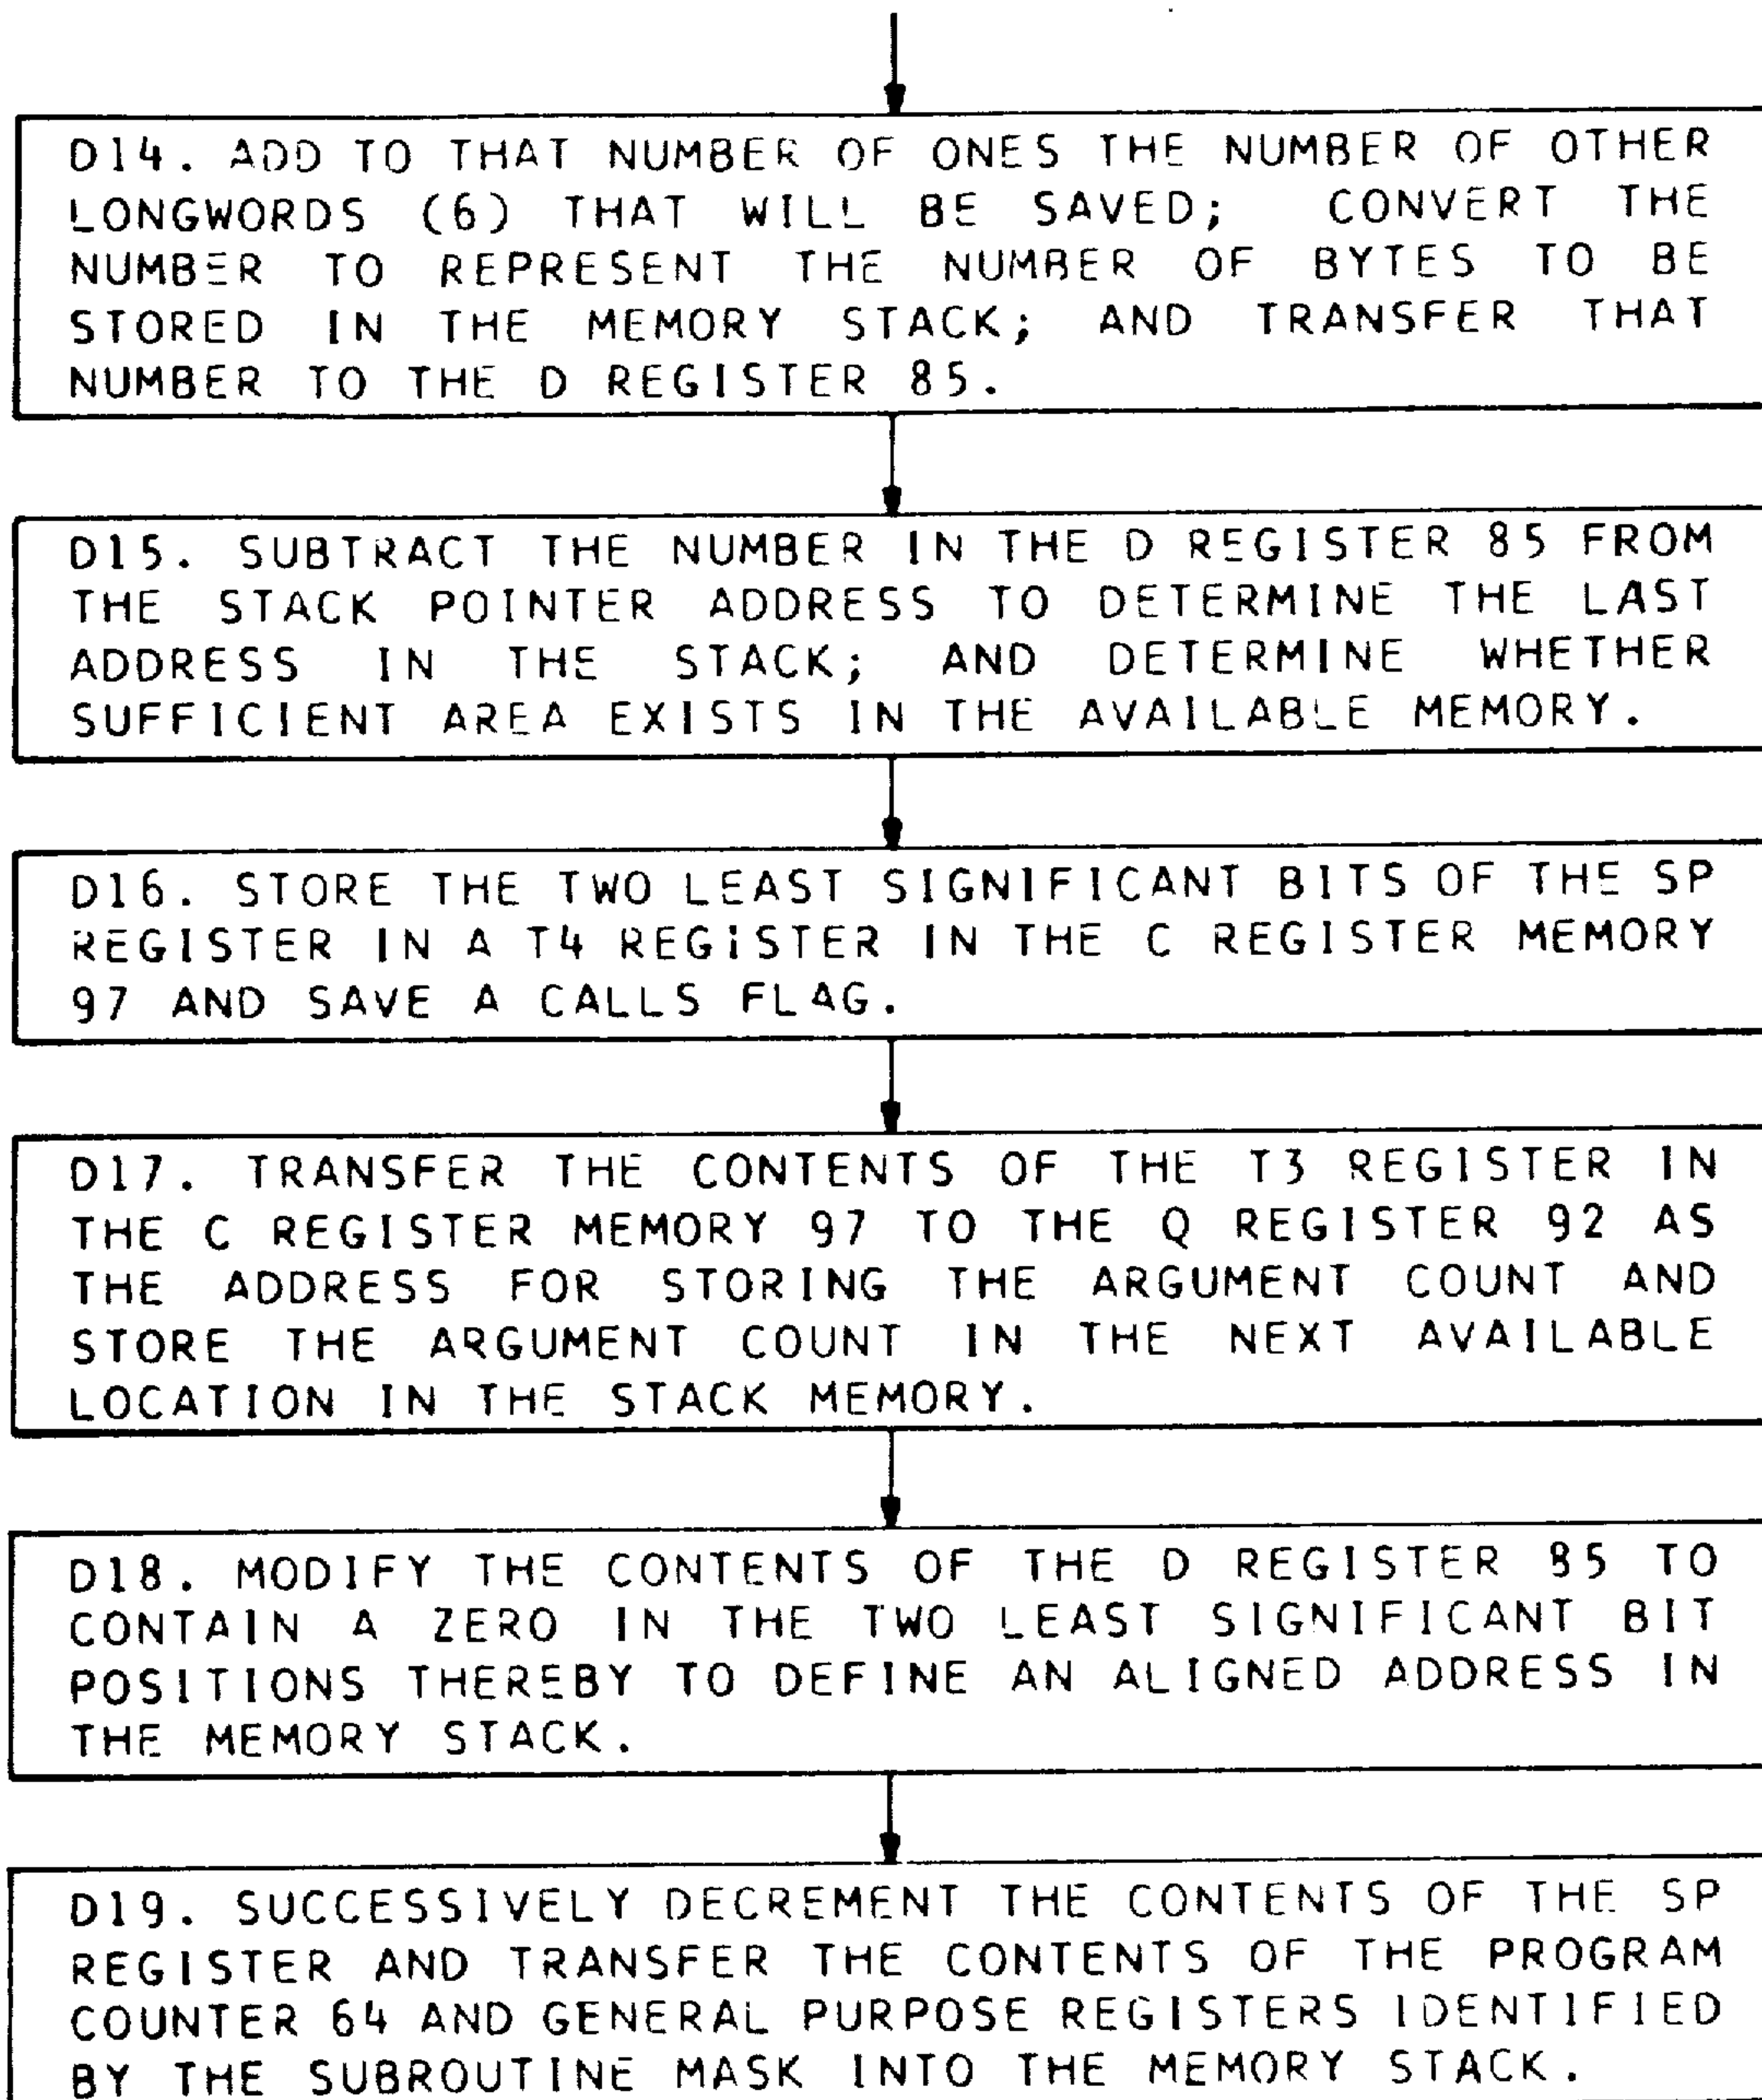 D14. ADD TO THAT NUMBER OF ONES THE NUMBER OF OTHER
LONGWORDS (6) THAT WILL BE SAVED; CONVERT THE
NUMBER TO REPRESENT THE NUMBER OF BYTES TO BE
STORED IN THE MEMORY STACK; AND TRANSFER THAT
NUMBER TO THE D REGISTER 85.
D15. SUBTRACT THE NUMBER IN THE D REGISTER 85 FROM
THE STACK POINTER ADDRESS TO DETERMINE THE LAST
ADDRESS IN THE STACK; AND DETERMINE WHETHER
SUFFICIENT AREA EXISTS IN THE AVAILABLE MEMORY.
D16. STORE THE TWO LEAST SIGNIFICANT BITS OF THE SP
REGISTER IN A T4 REGISTER IN THE C REGISTER MEMORY
97 AND SAVE A CALLS FLAG.
D17. TRANSFER THE CONTENTS OF THE T3 REGISTER IN
THE C REGISTER MEMORY 97 TO THE Q REGISTER 92 AS
THE ADDRESS FOR STORING THE ARGUMENT COUNT AND
STORE THE ARGUMENT COUNT IN THE NEXT AVAILABLE
LOCATION IN THE STACK MEMORY.
D18. MODIFY THE CONTENTS OF THE D REGISTER 85 TO
CONTAIN A ZERO IN THE TWO LEAST SIGNIFICANT BIT
POSITIONS THEREBY TO DEFINE AN ALIGNED ADDRESS IN
THE MEMORY STACK.
D19. SUCCESSIVELY DECREMENT THE CONTENTS OF THE SP
REGISTER AND TRANSFER THE CONTENTS OF THE PROGRAM
COUNTER 64 AND GENERAL PURPOSE REGISTERS IDENTIFIED
BY THE SUBROUTINE MASK INTO THE MEMORY STACK.